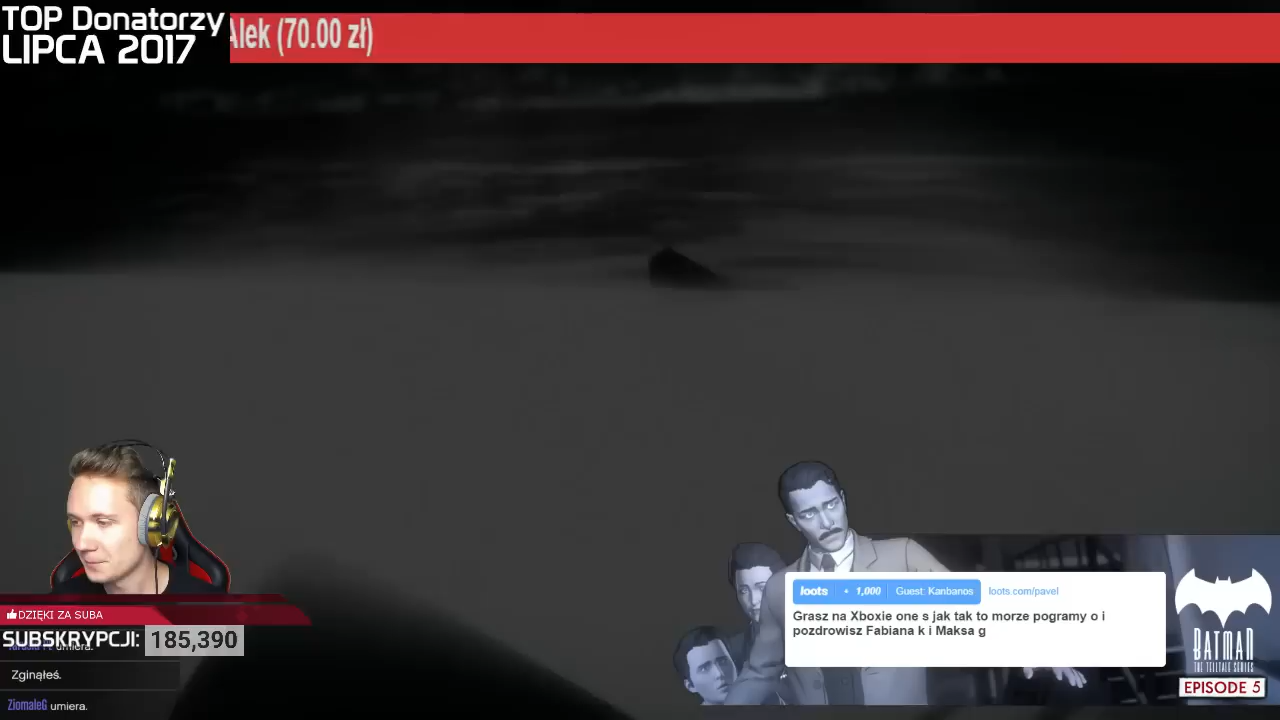 TOP Donatorzy
LIPCA 2017
Alek (70.00 zł)
loots + 1,000 Guest: Kanbanos loots.com/pavel
Grasz na Xboxie one s jak tak to morze pogramy o i
pozdrowisz Fabiana k i Maksa g
BATMAN
THE TELLTALE SERIES
EPISODE 5
DZIĘKI ZA SUBA
SUBSKRYPCJI: 185,390
umiera.
Zginąłeś.
ZiomaleG umiera.